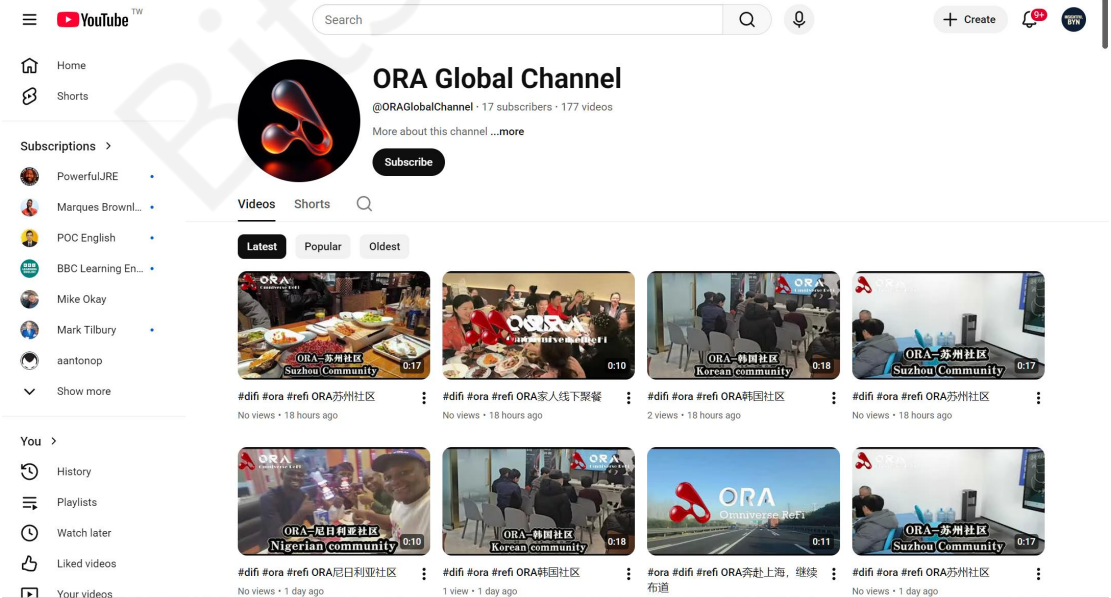 YouTube TW
Search
Create
9+
BYN
Home
Shorts
Subscriptions
PowerfulJRE
Marques Brownl...
POC English
BBC Learning En...
Mike Okay
Mark Tilbury
aantonop
Show more
You
History
Playlists
Watch later
Liked videos
Your videos
ORA Global Channel
@ORAGlobalChannel · 17 subscribers · 177 videos
More about this channel ...more
Subscribe
Videos Shorts
Latest Popular Oldest
ORA
Omniverse ReFi
ORA-苏州社区
Suzhou Community
0:17
#difi #ora #refi ORA苏州社区
No views • 18 hours ago
0:10
#difi #ora #refi ORA家人线下聚餐
No views • 18 hours ago
ORA
Omniverse ReFi
ORA-韩国社区
Korean community
0:18
#difi #ora #refi ORA韩国社区
2 views • 18 hours ago
ORA-苏州社区
Suzhou Community
0:17
#difi #ora #refi ORA苏州社区
No views • 18 hours ago
ORA
Omniverse ReFi
ORA-尼日利亚社区
Nigerian community
0:10
#difi #ora #refi ORA尼日利亚社区
No views • 1 day ago
ORA
Omniverse ReFi
ORA-韩国社区
Korean community
0:18
#difi #ora #refi ORA韩国社区
1 view • 1 day ago
ORA
Omniverse ReFi
0:11
#ora #difi #refi ORA奔赴上海，继续
布道
ORA-苏州社区
Suzhou Community
0:17
#difi #ora #refi ORA苏州社区
No views • 1 day ago